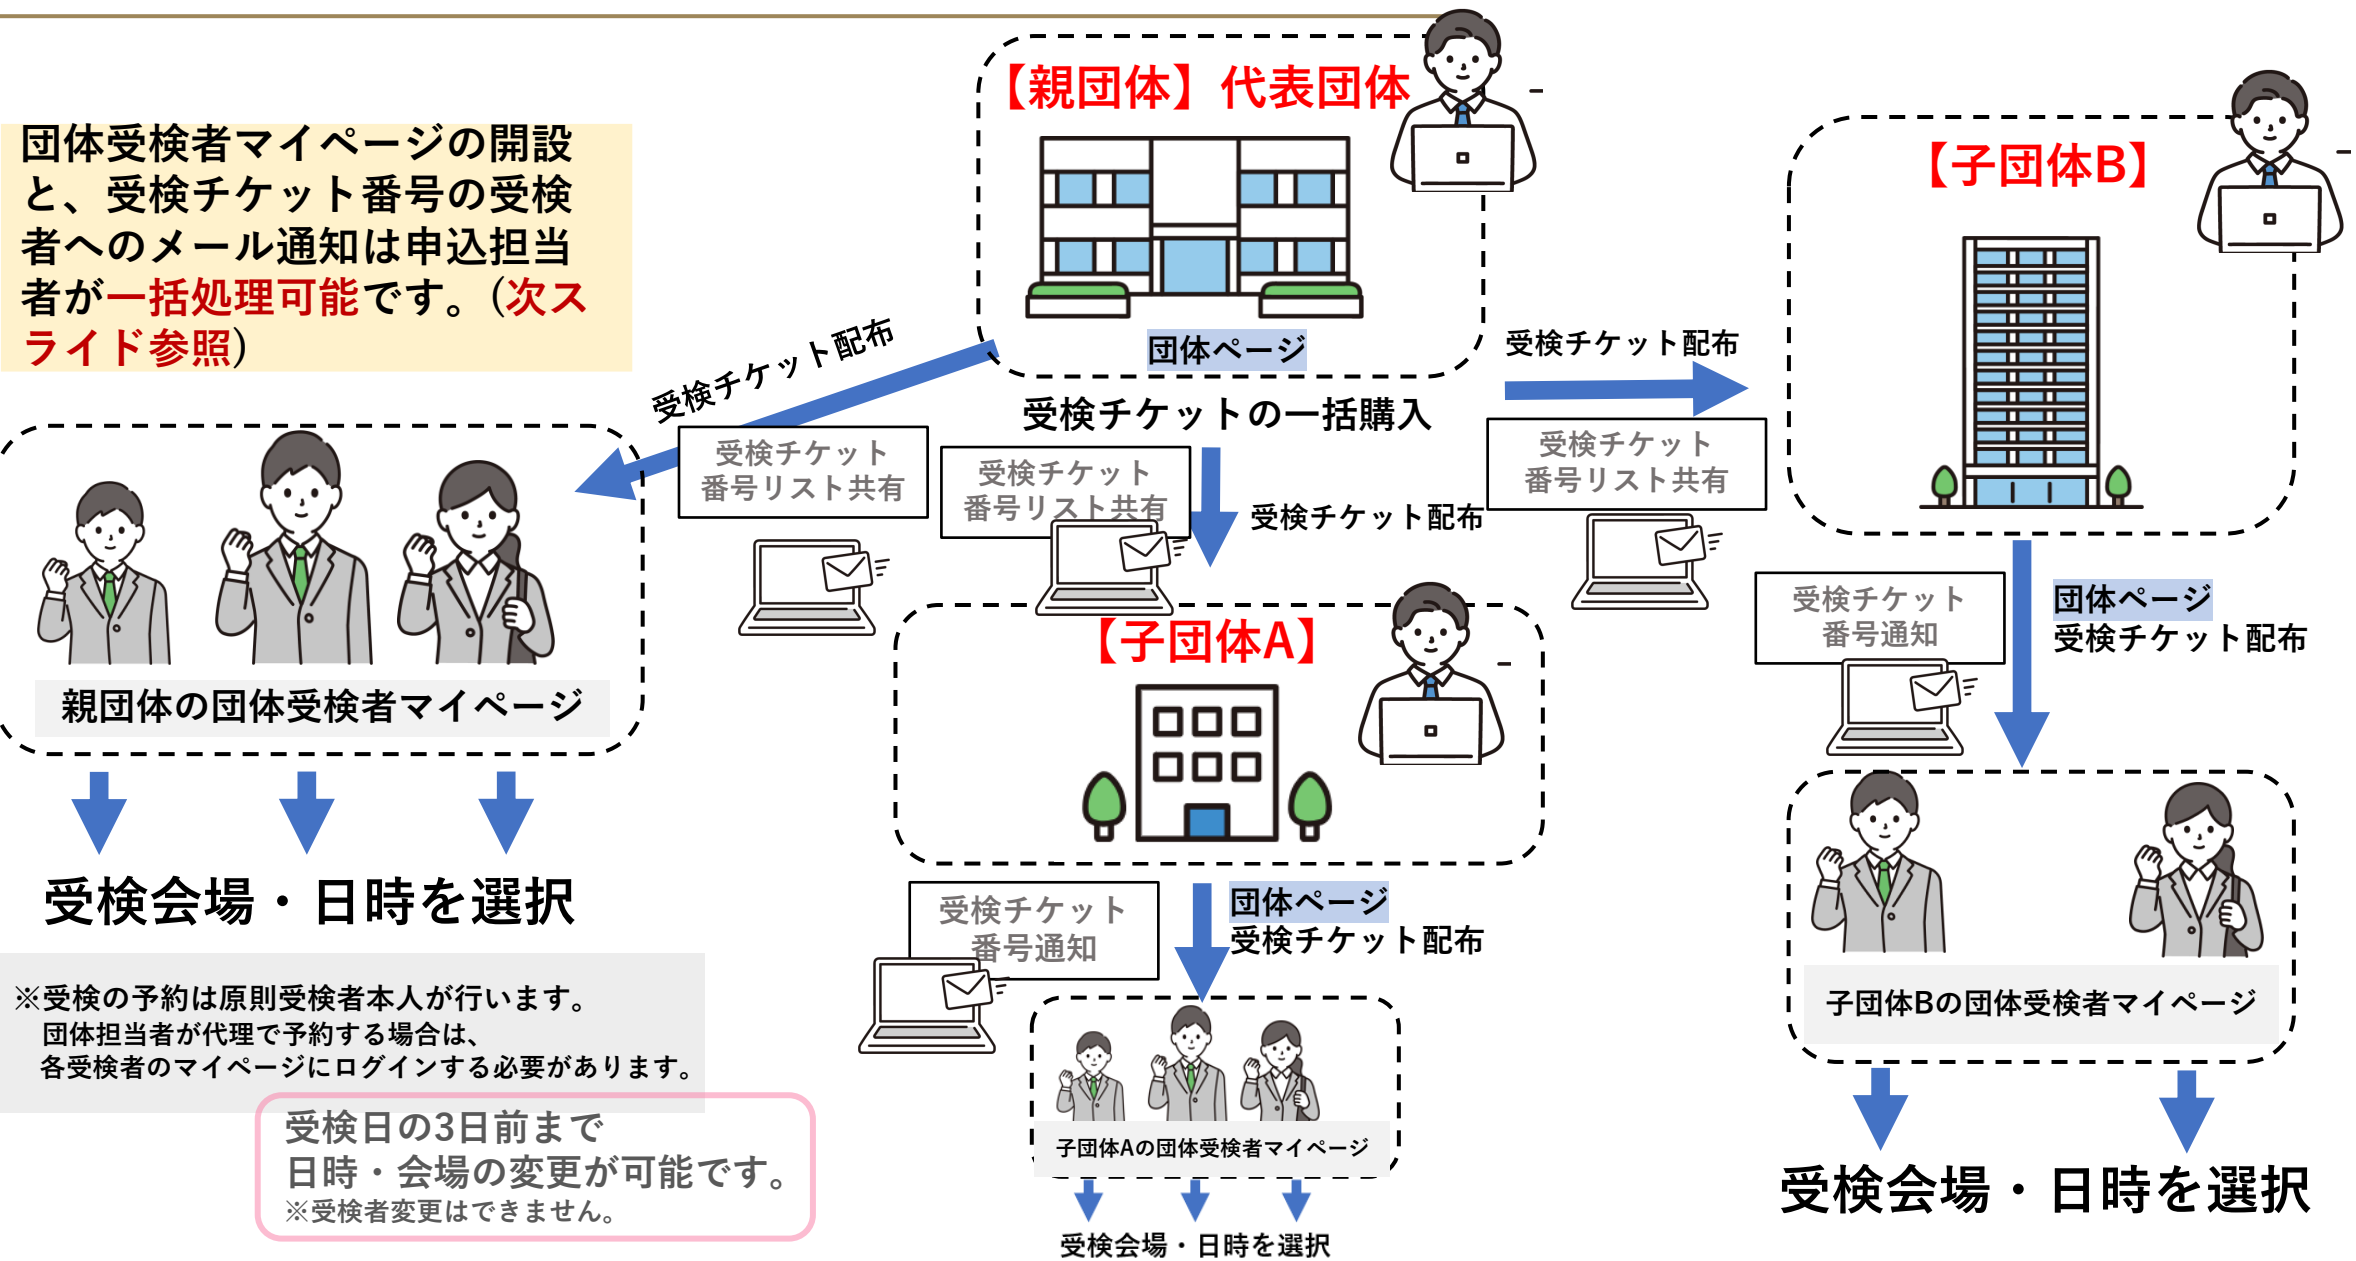 【親団体】代表団体
団体ページ
受検チケットの一括購入
団体受検者マイページの開設
と、受検チケット番号の受検
者へのメール通知は申込担当
者が一括処理可能です。(次ス
ライド参照)
受検チケット配布
受検チケット
番号リスト共有
受検チケット
番号リスト共有
受検チケット配布
受検チケット配布
受検チケット
番号リスト共有
【子団体B】
親団体の団体受検者マイページ
受検会場・日時を選択
※受検の予約は原則受検者本人が行います。
団体担当者が代理で予約する場合は、
各受検者のマイページにログインする必要があります。
受検日の3日前まで
日時・会場の変更が可能です。
※受検者変更はできません。
【子団体A】
受検チケット
番号通知
団体ページ
受検チケット配布
子団体Aの団体受検者マイページ
受検会場・日時を選択
受検チケット
番号通知
団体ページ
受検チケット配布
子団体Bの団体受検者マイページ
受検会場・日時を選択